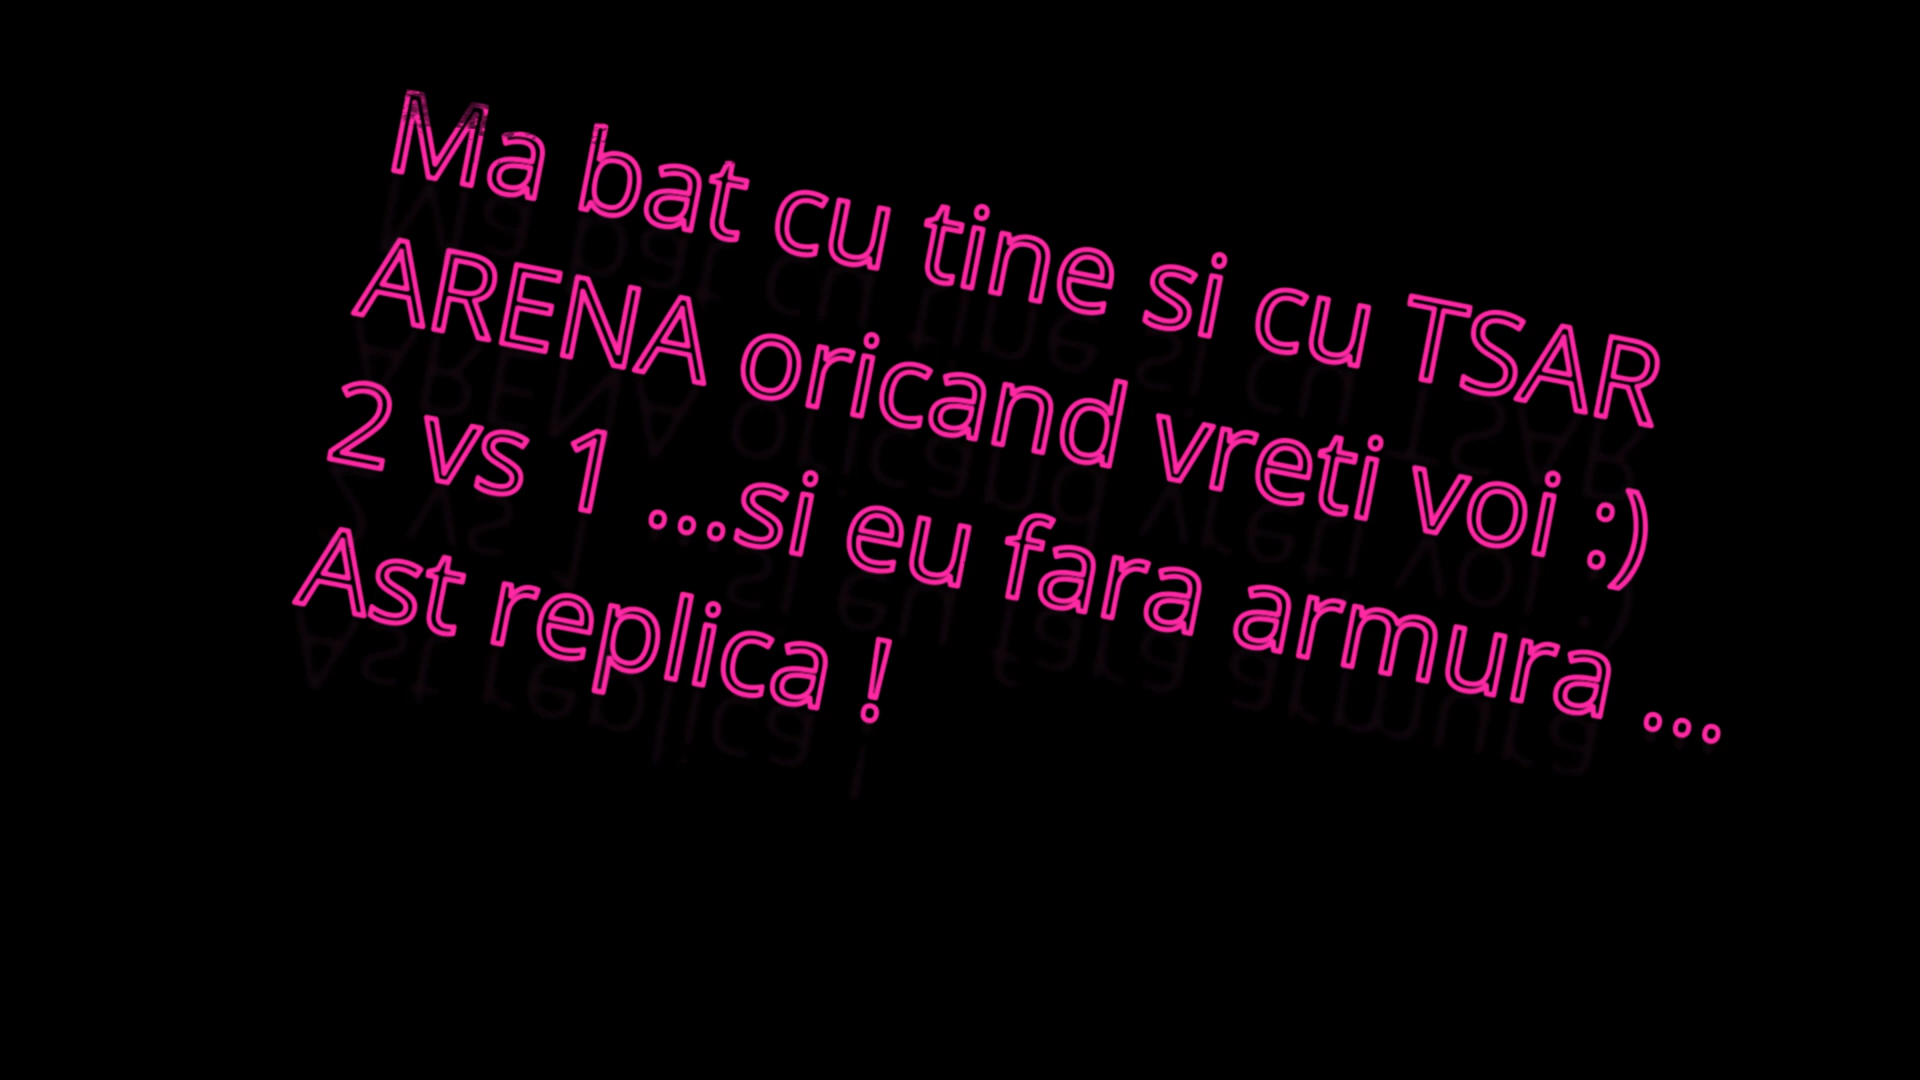 Ma bat cu tine si cu TSAR
ARENA oricand vreti voi :)
2 vs 1 ...si eu fara armura ...
Ast replica !